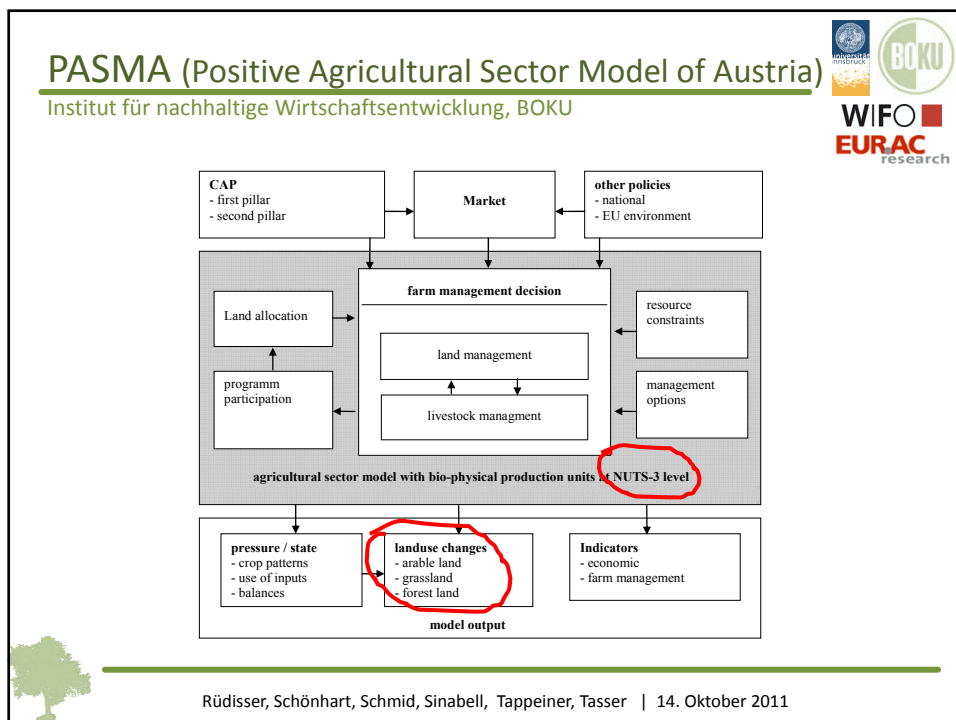 PASMA (Positive Agricultural Sector Model of Austria)
Institut für nachhaltige Wirtschaftsentwicklung, BOKU
universität
innsbruck
BOKU
WIFO
EURAC
research
CAP
- first pillar
- second pillar
Market
other policies
- national
- EU environment
farm management decision
Land allocation
resource
constraints
land management
programm
participation
management
options
livestock managment
agricultural sector model with bio-physical production units at NUTS-3 level
pressure / state
- crop patterns
- use of inputs
- balances
landuse changes
- arable land
- grassland
- forest land
Indicators
- economic
- farm management
model output
Rüdisser, Schönhart, Schmid, Sinabell, Tappeiner, Tasser | 14. Oktober 2011